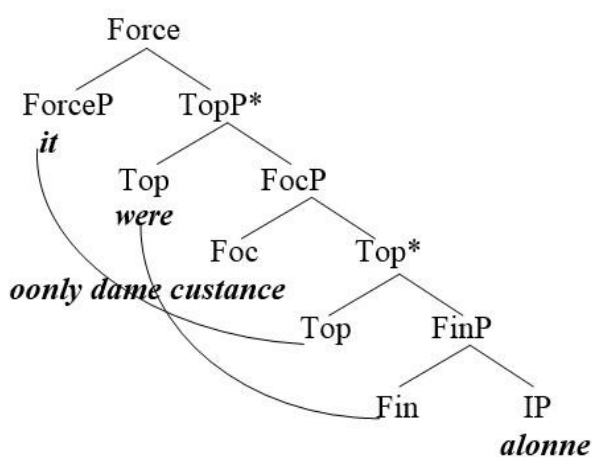 Force
ForceP TopP*
it
Top FocP
were
Foc Top*
oonly dame custance
Top FinP
Fin IP
alonne